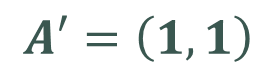 A′ = (1, 1)